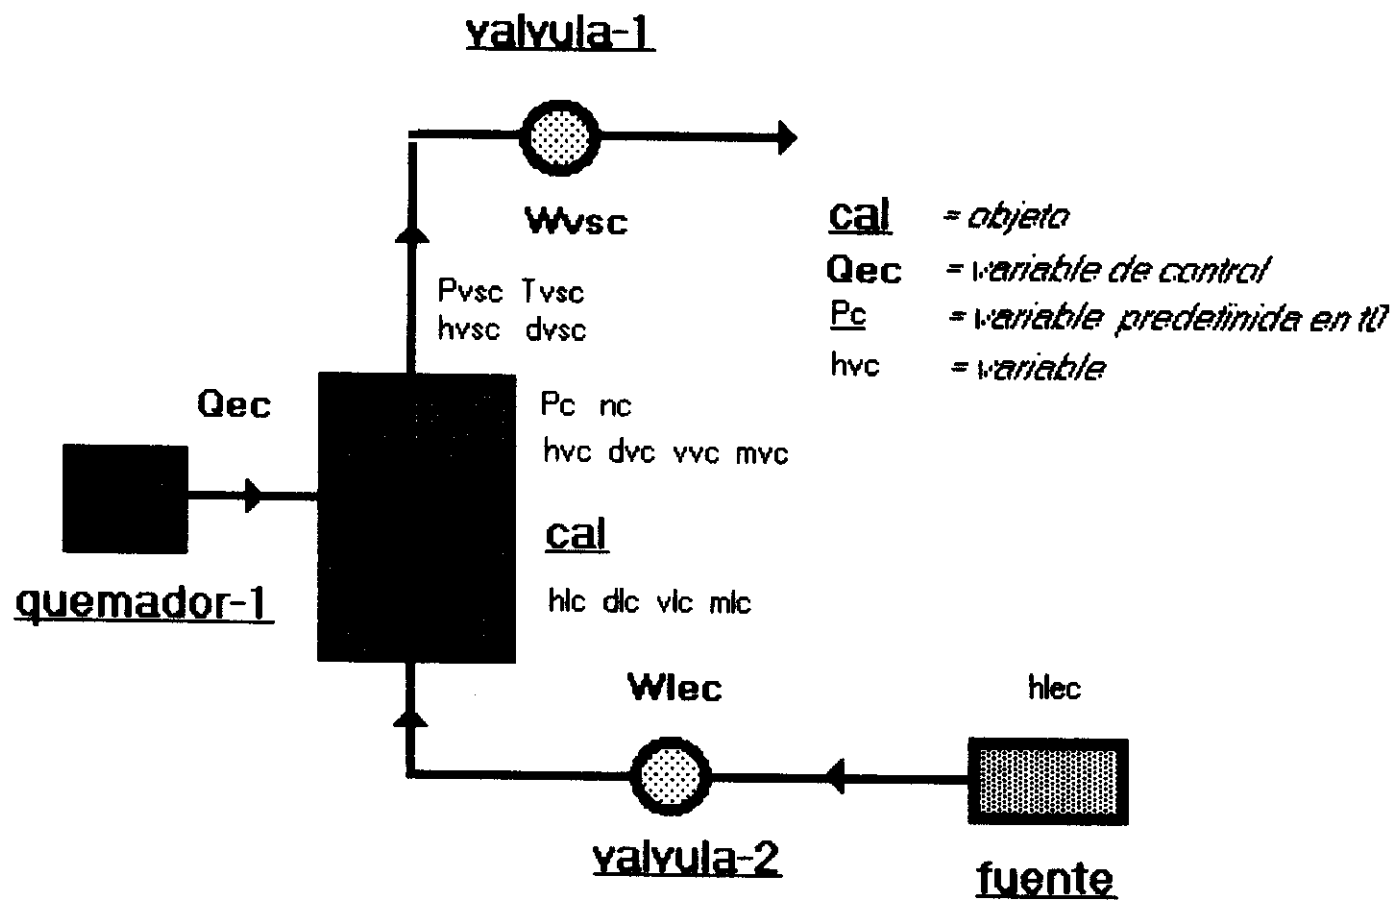 valvula-1
Wvsc
cal = objeto
Qec = variable de control
Pc = variable predefinida en t0
hvc = variable
Pvsc Tvsc
hvsc dvsc
Qec
Pc nc
hvc dvc vvc mvc
cal
quemador-1
hlc dlc vlc mlc
Wlec
hlec
valvula-2
fuente